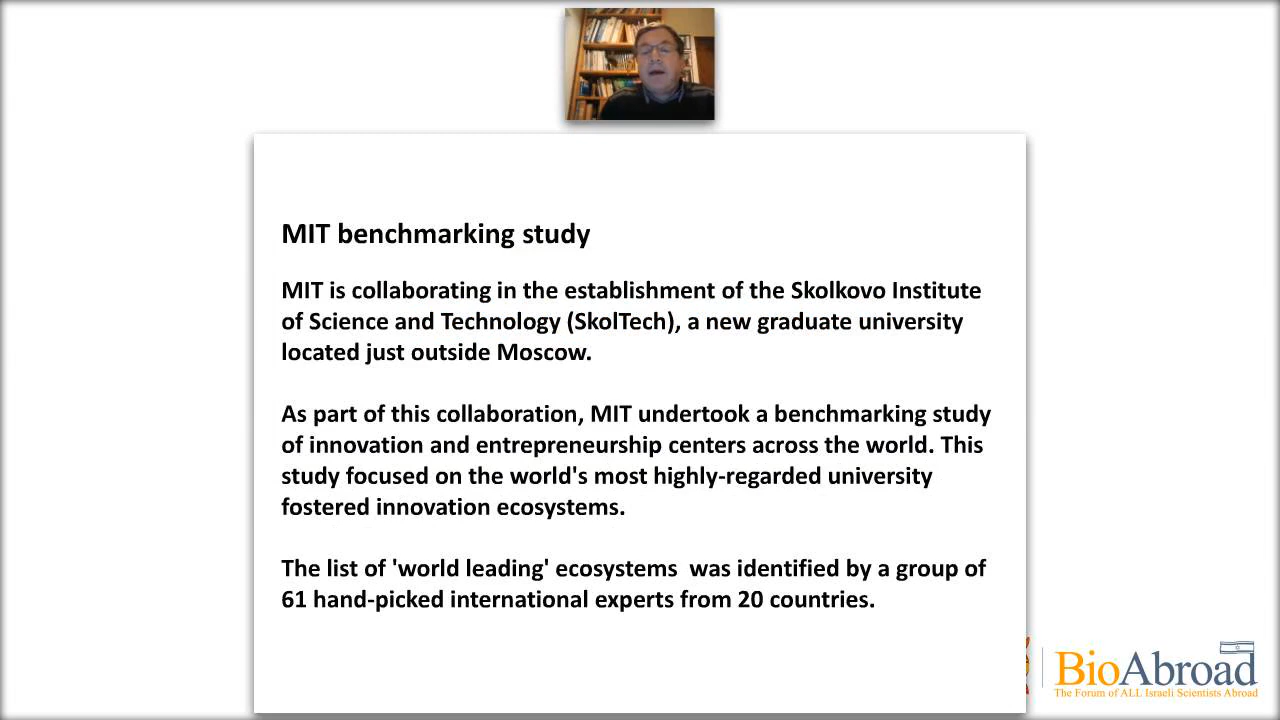 MIT benchmarking study
MIT is collaborating in the establishment of the Skolkovo Institute
of Science and Technology (SkolTech), a new graduate university
located just outside Moscow.
As part of this collaboration, MIT undertook a benchmarking study
of innovation and entrepreneurship centers across the world. This
study focused on the world's most highly-regarded university
fostered innovation ecosystems.
The list of 'world leading' ecosystems  was identified by a group of
61 hand-picked international experts from 20 countries.
BioAbroad
The Forum of ALL Israeli Scientists Abroad